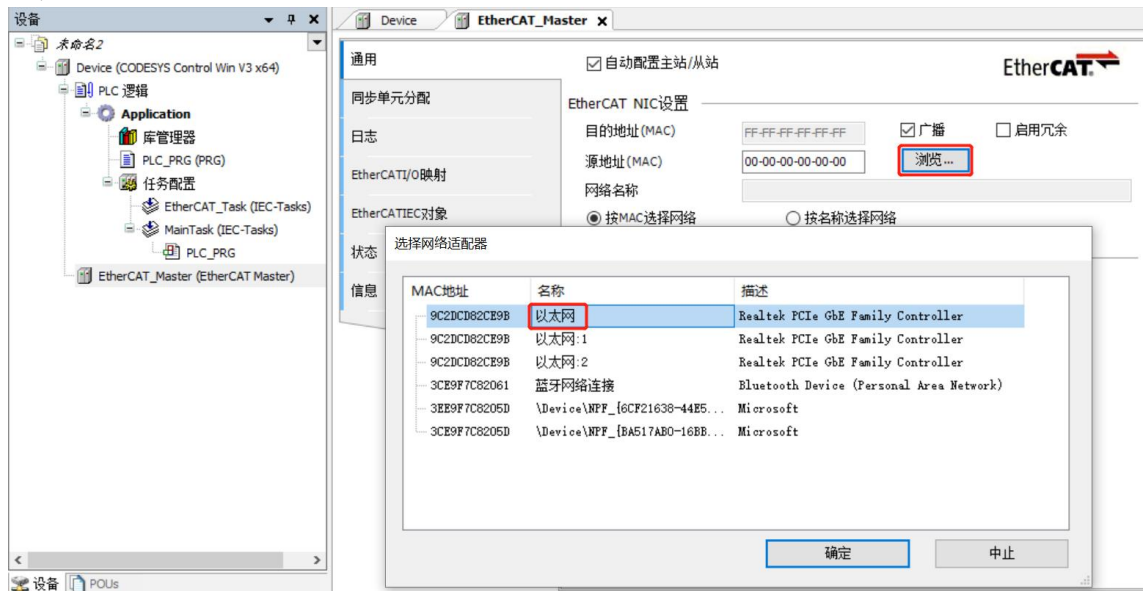 设备
未命名2
Device (CODESYS Control Win V3 x64)
PLC 逻辑
Application
库管理器
PLC_PRG (PRG)
任务配置
EtherCAT_Task (IEC-Tasks)
MainTask (IEC-Tasks)
PLC_PRG
EtherCAT_Master (EtherCAT Master)
设备 POUs
Device EtherCAT_Master
通用
同步单元分配
日志
EtherCATI/O映射
EtherCATIEC对象
状态
信息
自动配置主站/从站
EtherCAT
EtherCAT NIC设置
目的地址(MAC) FF-FF-FF-FF-FF-FF 广播 启用冗余
源地址(MAC) 00-00-00-00-00-00 浏览...
网络名称
按MAC选择网络 按名称选择网络
选择网络适配器
MAC地址 名称 描述
9C2DCD82CE9B 以太网 Realtek PCIe GbE Family Controller
9C2DCD82CE9B 以太网:1 Realtek PCIe GbE Family Controller
9C2DCD82CE9B 以太网:2 Realtek PCIe GbE Family Controller
3CE9F7C82061 蓝牙网络连接 Bluetooth Device (Personal Area Network)
3EE9F7C8205D \Device\NPF_{6CF21638-44E5... Microsoft
3CE9F7C8205D \Device\NPF_{BA517AB0-16BB... Microsoft
确定 中止